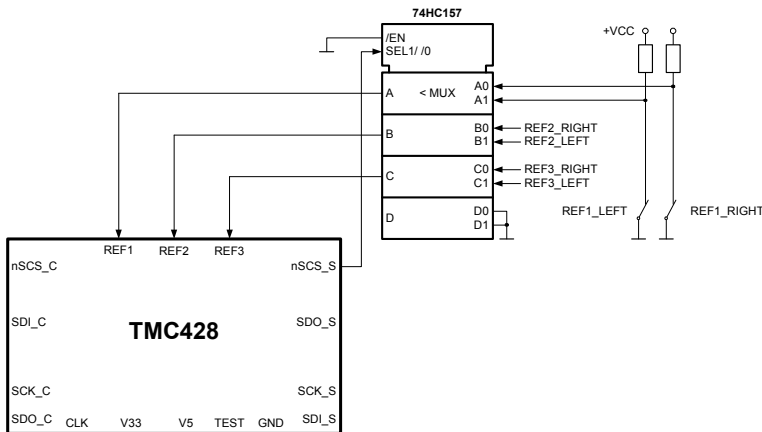 74HC157
/EN
SEL1/ /0
+VCC
A
< MUX
A0
A1
B
B0
B1
REF2_RIGHT
REF2_LEFT
C
C0
C1
REF3_RIGHT
REF3_LEFT
D
D0
D1
REF1_LEFT
REF1_RIGHT
REF1 REF2 REF3
nSCS_C nSCS_S
SDI_C TMC428 SDO_S
SCK_C SCK_S
SDO_C CLK V33 V5 TEST GND SDI_S